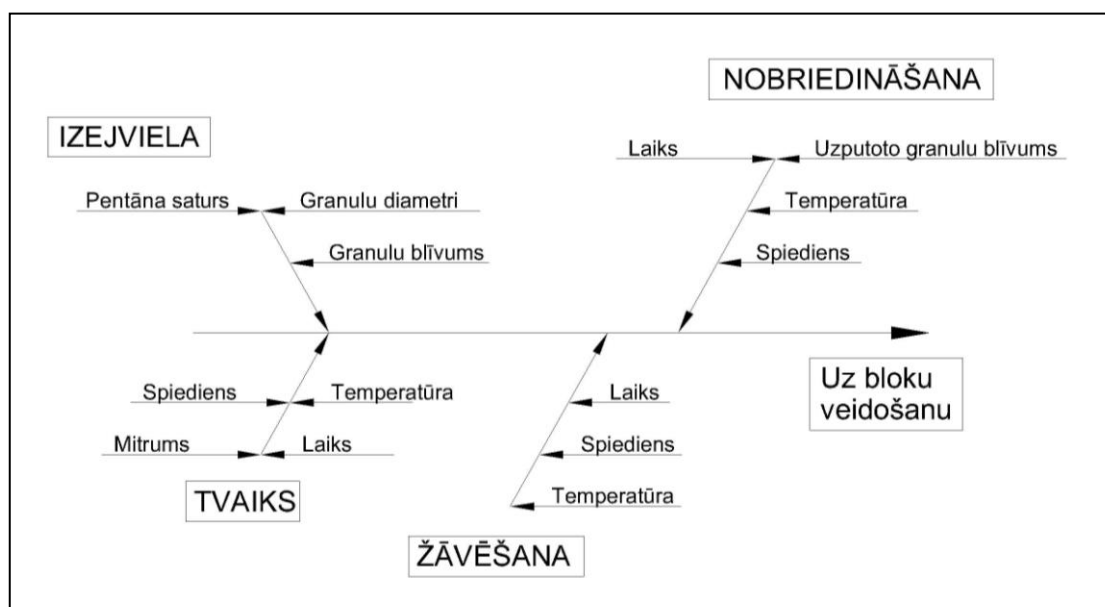 NOBRIEDINĀŠANA
IZEJVIELA
Laiks
Uzputoto granulu blīvums
Pentāna saturs
Granulu diametri
Temperatūra
Granulu blīvums
Spiediens
Uz bloku
veidošanu
Spiediens
Temperatūra
Laiks
Mitrums
Laiks
Spiediens
TVAIKS
Temperatūra
ŽĀVĒŠANA